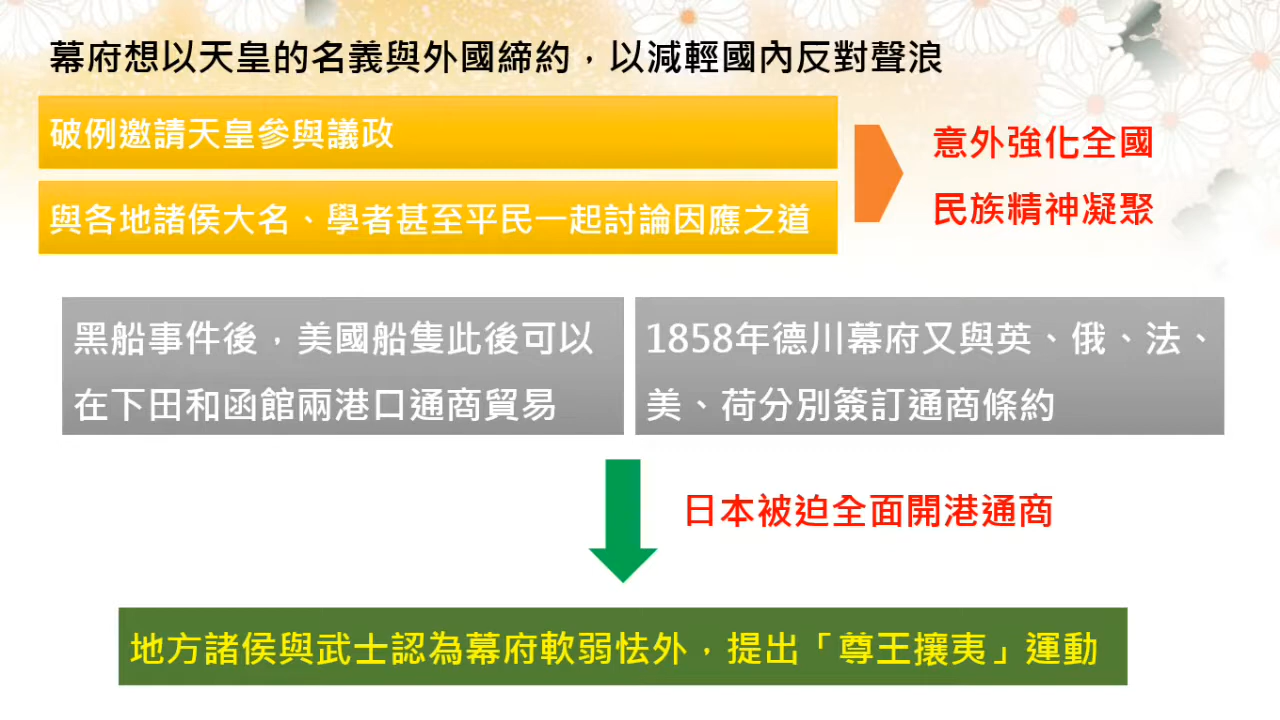 幕府想以天皇的名義與外國締約，以減輕國內反對聲浪
破例邀請天皇參與議政
與各地諸侯大名、學者甚至平民一起討論因應之道
意外強化全國
民族精神凝聚
黑船事件後，美國船隻此後可以
在下田和函館兩港口通商貿易
1858年德川幕府又與英、俄、法、
美、荷分別簽訂通商條約
日本被迫全面開港通商
地方諸侯與武士認為幕府軟弱怯外，提出「尊王攘夷」運動